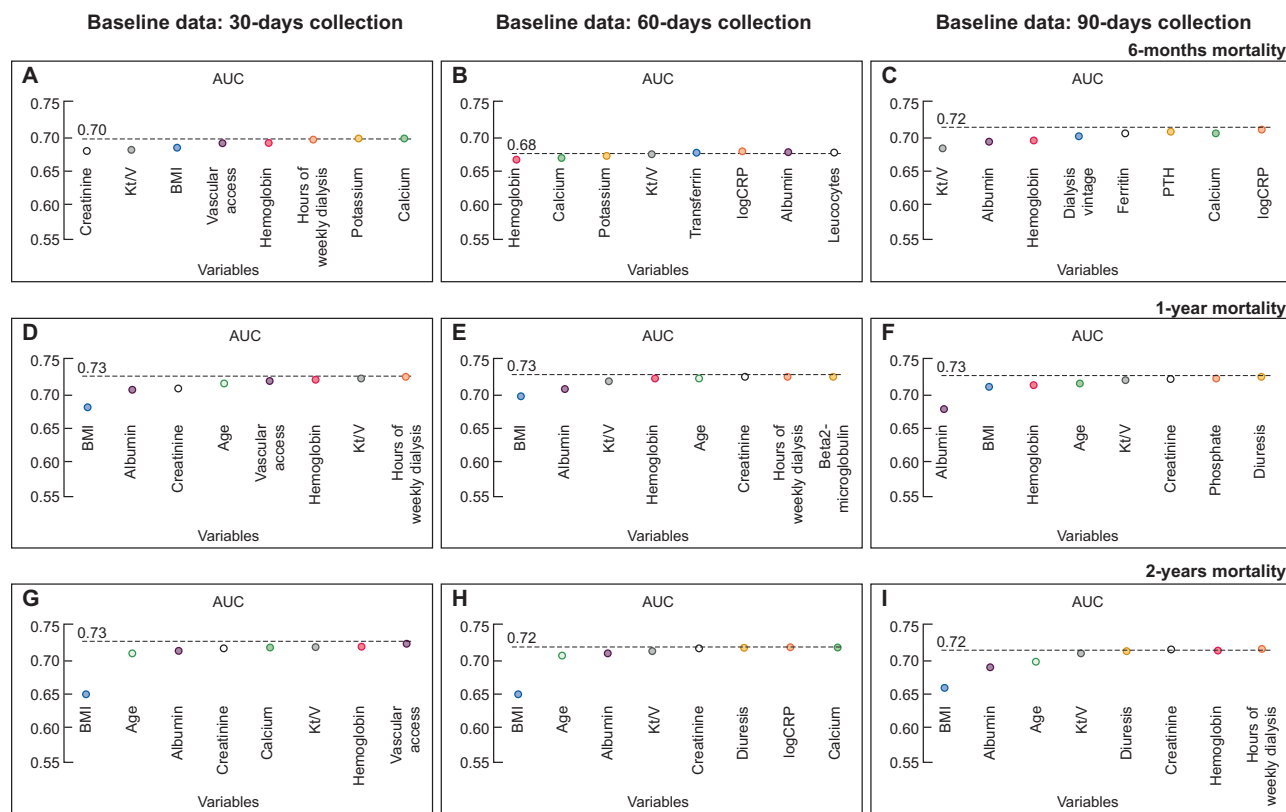 Baseline data: 30-days collection
Baseline data: 60-days collection
Baseline data: 90-days collection
6-months mortality
A
AUC
0.75
0.70
0.65
0.60
0.55
0.70
Creatinine
Kt/V
BMI
Vascular
access
Hemoglobin
Hours of
weekly dialysis
Potassium
Calcium
Variables
B
AUC
0.75
0.70
0.65
0.60
0.55
0.68
Hemoglobin
Calcium
Potassium
Kt/V
Transferrin
logCRP
Albumin
Leucocytes
Variables
C
AUC
0.75
0.70
0.65
0.60
0.55
0.72
Kt/V
Albumin
Hemoglobin
Dialysis
vintage
Ferritin
PTH
Calcium
logCRP
Variables
1-year mortality
D
AUC
0.75
0.70
0.65
0.60
0.55
0.73
BMI
Albumin
Creatinine
Age
Vascular
access
Hemoglobin
Kt/V
Hours of
weekly dialysis
Variables
E
AUC
0.75
0.70
0.65
0.60
0.55
0.73
BMI
Albumin
Kt/V
Hemoglobin
Age
Creatinine
Hours of
weekly dialysis
Beta2-
microglobulin
Variables
F
AUC
0.75
0.70
0.65
0.60
0.55
0.73
Albumin
BMI
Hemoglobin
Age
Kt/V
Creatinine
Phosphate
Diuresis
Variables
2-years mortality
G
AUC
0.75
0.70
0.65
0.60
0.55
0.73
BMI
Age
Albumin
Creatinine
Calcium
Kt/V
Hemoglobin
Vascular
access
Variables
H
AUC
0.75
0.70
0.65
0.60
0.55
0.72
BMI
Age
Albumin
Kt/V
Creatinine
Diuresis
logCRP
Calcium
Variables
I
AUC
0.75
0.70
0.65
0.60
0.55
0.72
BMI
Albumin
Age
Kt/V
Diuresis
Creatinine
Hemoglobin
Hours of
weekly dialysis
Variables